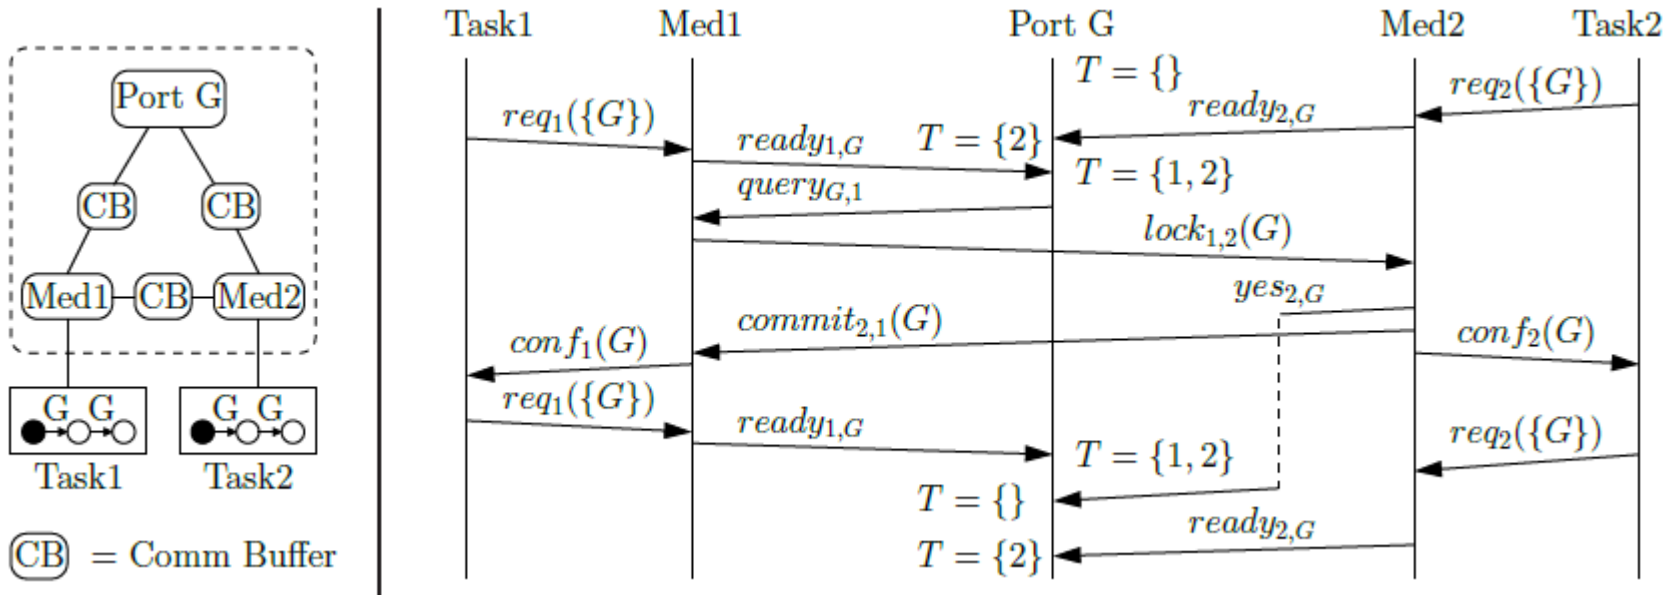 Port G
CB
CB
Med1
CB
Med2
G G
G G
Task1
Task2
CB = Comm Buffer
Task1
Med1
Port G
Med2
Task2
T = {}
req₂({G})
req₁({G})
ready₂,G
T = {2}
ready₁,G
T = {1, 2}
query_G,1
lock₁,₂(G)
yes₂,G
commit₂,₁(G)
conf₁(G)
conf₂(G)
req₁({G})
ready₁,G
T = {1, 2}
req₂({G})
T = {}
ready₂,G
T = {2}